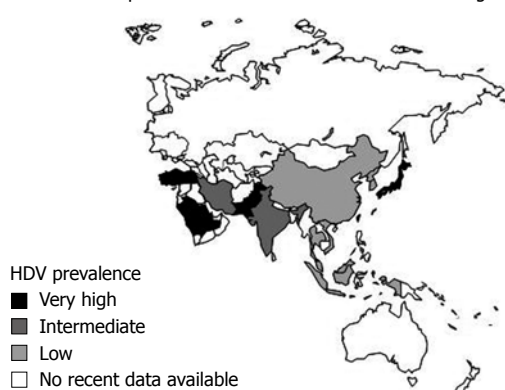 HDV prevalence
Very high
Intermediate
Low
No recent data available